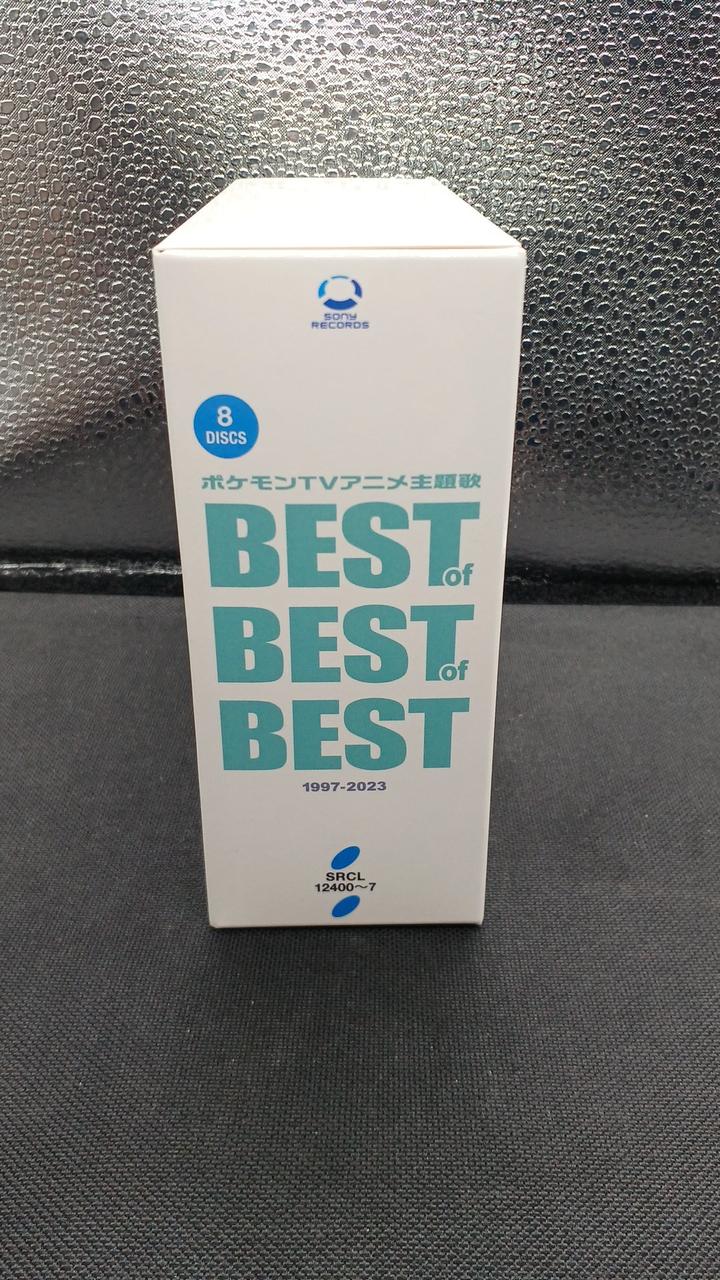 SONY
RECORDS
8
DISCS
ポケモンTVアニメ主題歌
BEST of
BEST of
BEST
1997-2023
SRCL
12400〜7